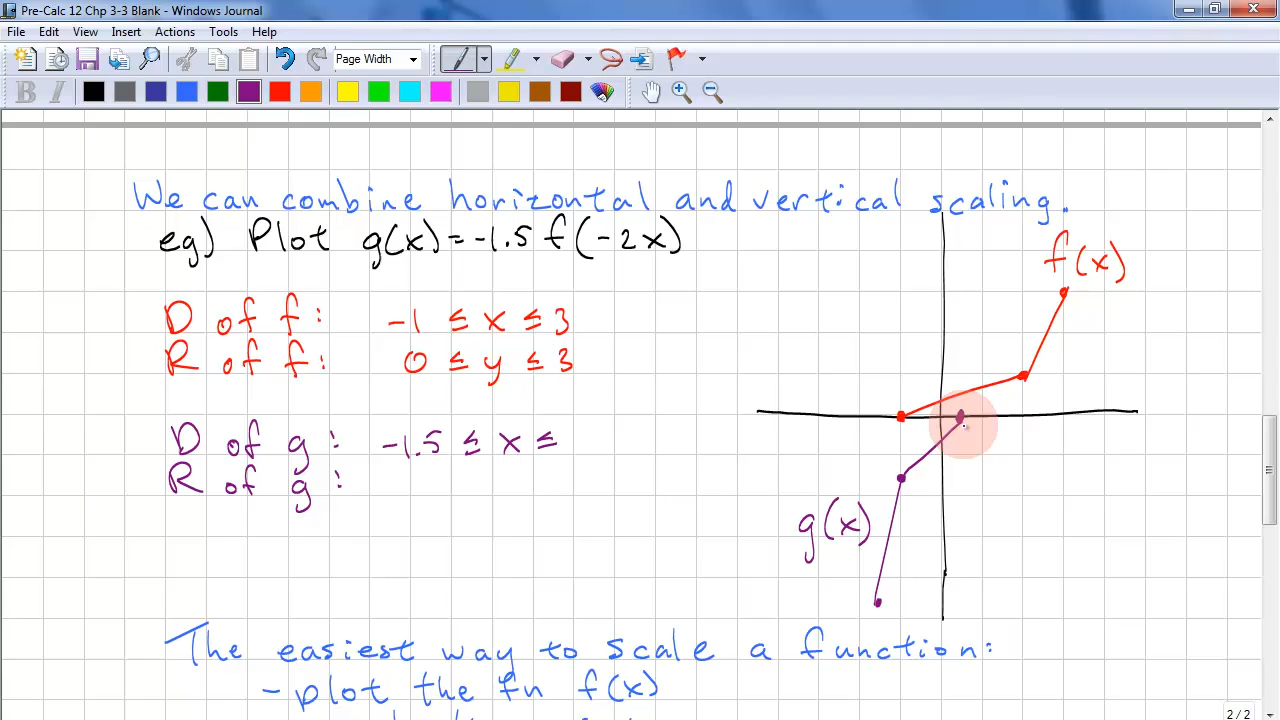 Pre-Calc 12 Chp 3-3 Blank - Windows Journal
File Edit View Insert Actions Tools Help
Page Width
B I
We can combine horizontal and vertical scaling.
eg) Plot g(x)=-1.5 f(-2x)
f(x)
D of f: -1 ≤ x ≤ 3
R of f: 0 ≤ y ≤ 3
D of g: -1.5 ≤ x ≤
R of g:
g(x)
The easiest way to scale a function:
- plot the fn f(x)
2 / 2